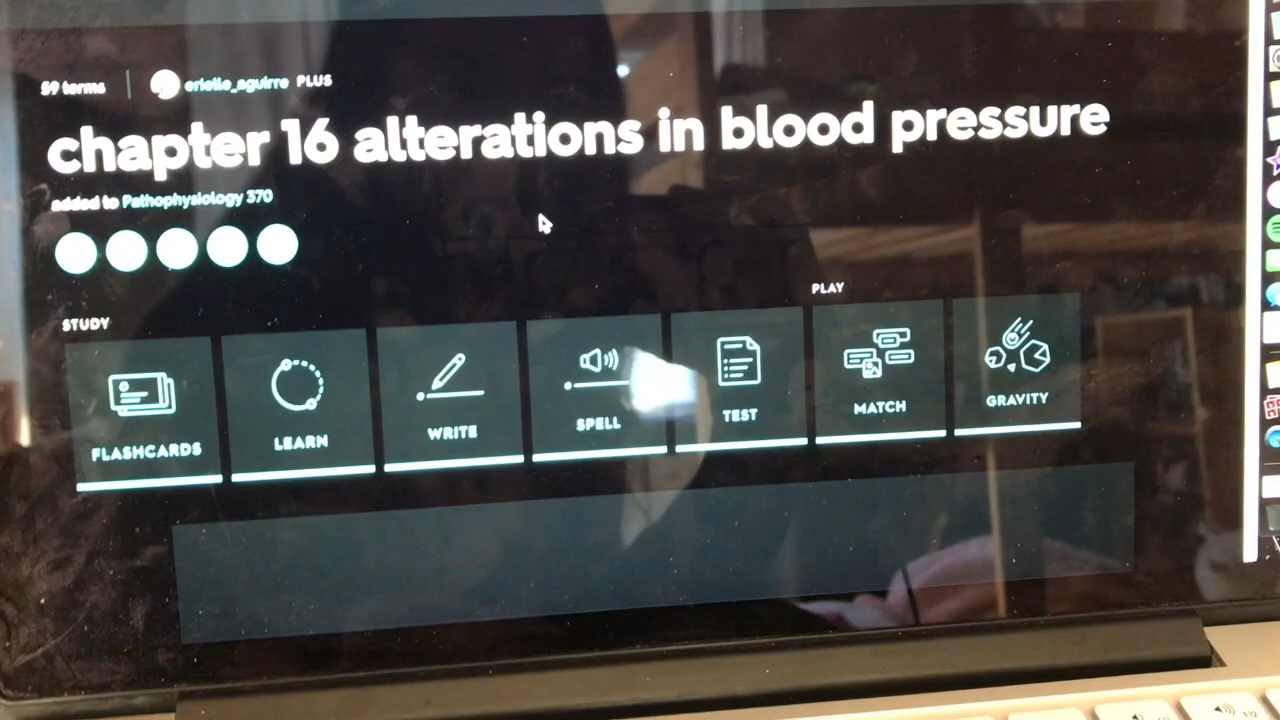 59 terms
erielle_aguirre PLUS
chapter 16 alterations in blood pressure
added to Pathophysiology 370
STUDY
PLAY
FLASHCARDS
LEARN
WRITE
SPELL
TEST
MATCH
GRAVITY